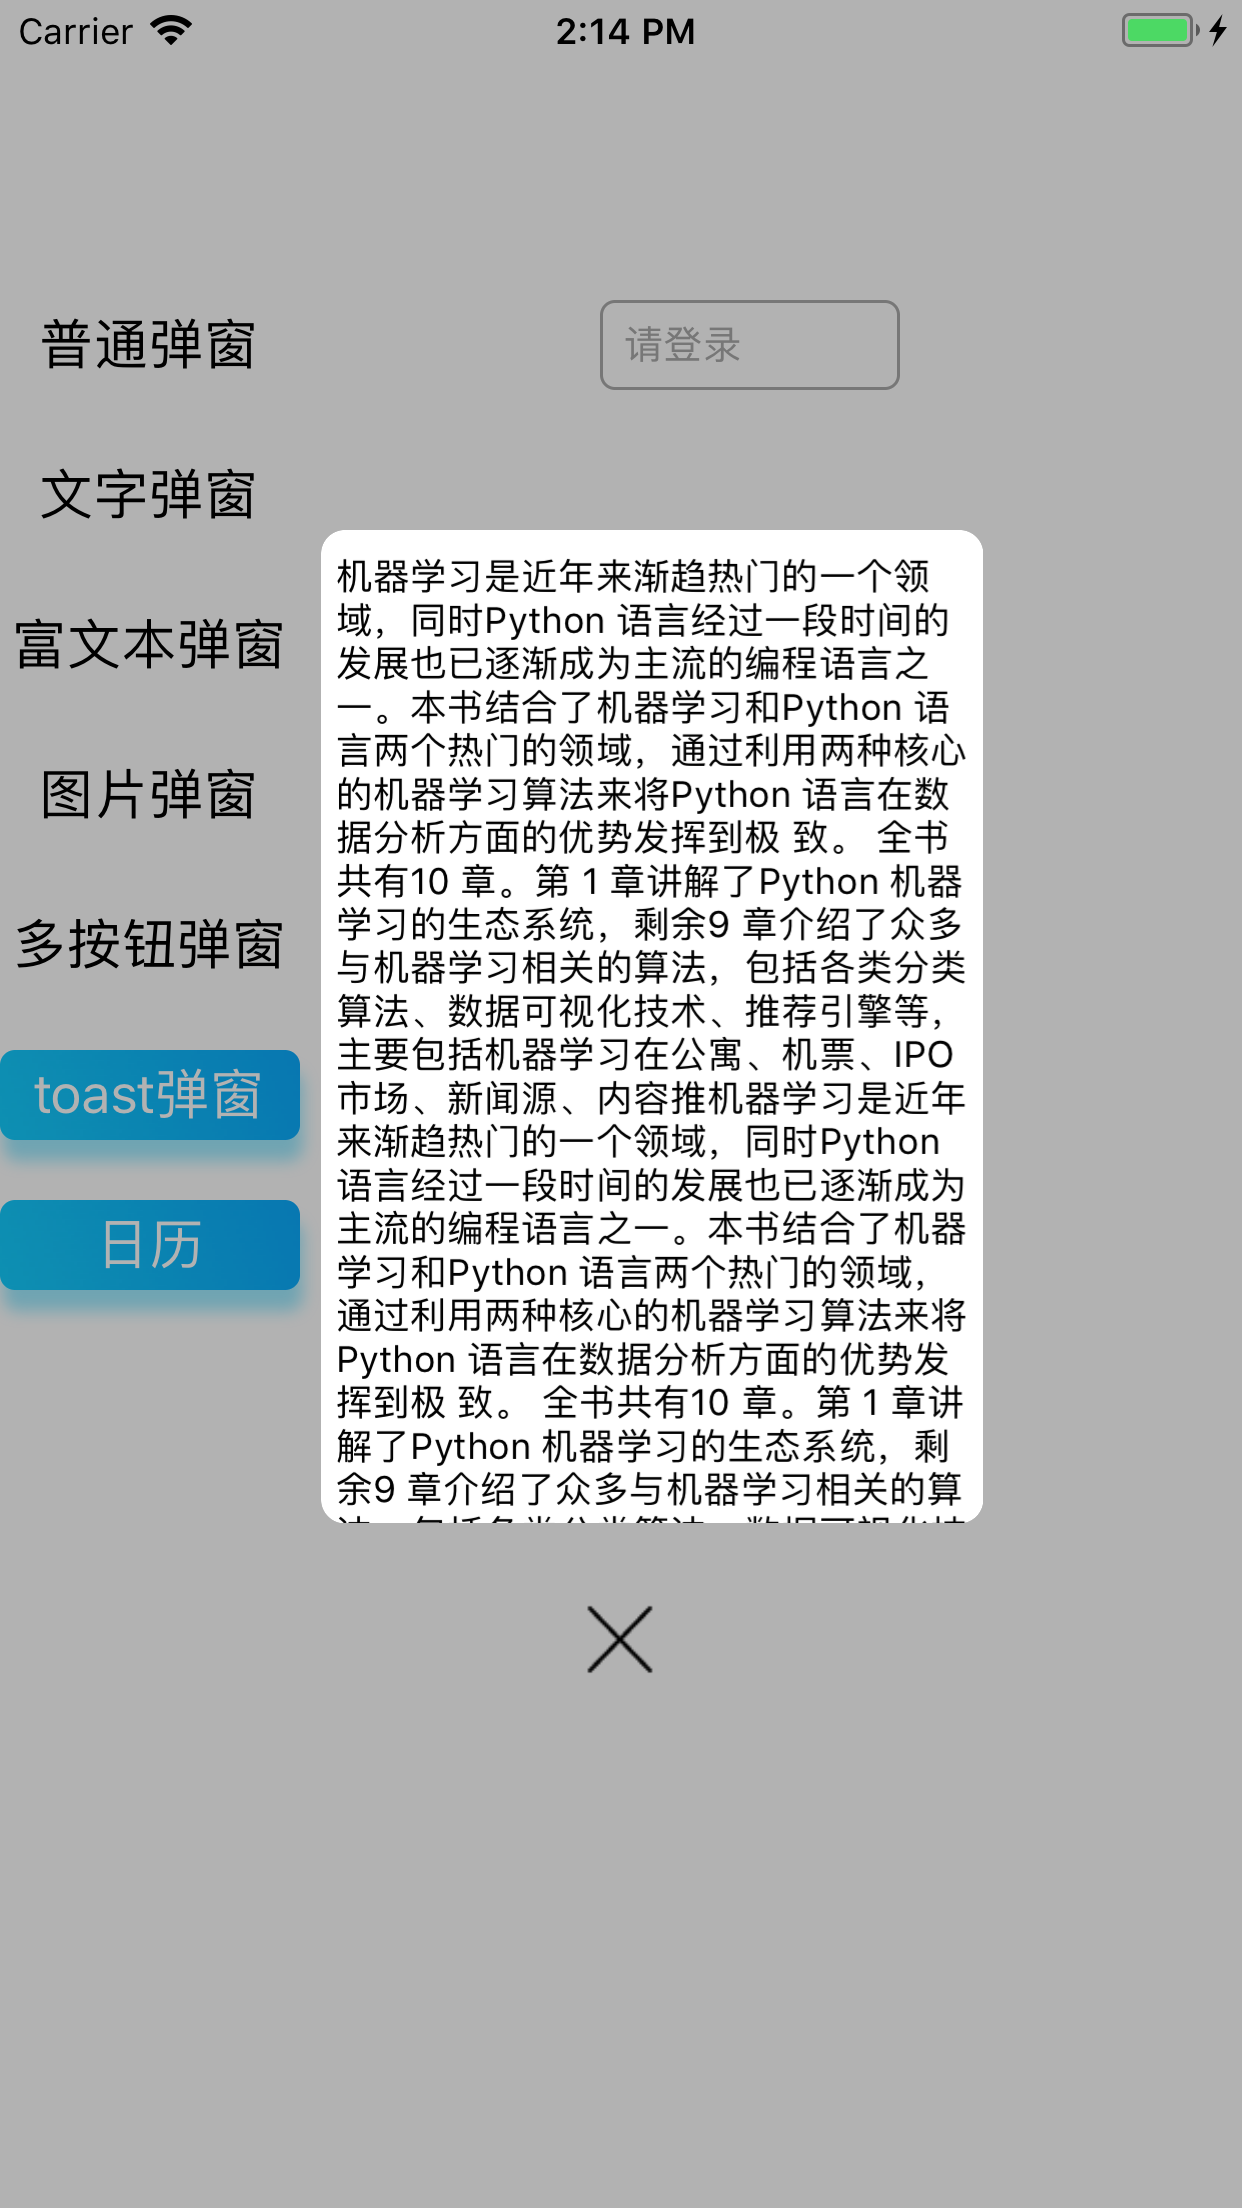 Carrier
2:14 PM
普通弹窗
请登录
文字弹窗
富文本弹窗
图片弹窗
多按钮弹窗
toast弹窗
日历
机器学习是近年来渐趋热门的一个领
域，同时Python 语言经过一段时间的
发展也已逐渐成为主流的编程语言之
一。本书结合了机器学习和Python 语
言两个热门的领域，通过利用两种核心
的机器学习算法来将Python 语言在数
据分析方面的优势发挥到极 致。 全书
共有10 章。第 1 章讲解了Python 机器
学习的生态系统，剩余9 章介绍了众多
与机器学习相关的算法，包括各类分类
算法、数据可视化技术、推荐引擎等，
主要包括机器学习在公寓、机票、IPO
市场、新闻源、内容推机器学习是近年
来渐趋热门的一个领域，同时Python
语言经过一段时间的发展也已逐渐成为
主流的编程语言之一。本书结合了机器
学习和Python 语言两个热门的领域，
通过利用两种核心的机器学习算法来将
Python 语言在数据分析方面的优势发
挥到极 致。 全书共有10 章。第 1 章讲
解了Python 机器学习的生态系统，剩
余9 章介绍了众多与机器学习相关的算